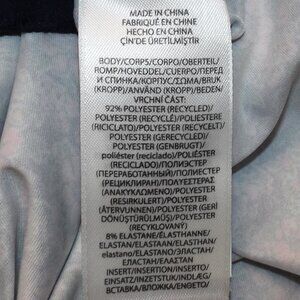 MADE IN CHINA
FABRIQUÉ EN CHINE
HECHO EN CHINA
ÇİN'DE ÜRETİLMİŞTİR
BODY/CORPS/CORPO/OBERTEIL/
ROMP/HOVEDDEL/CUERPO/ПЕРЕД
И СПИНКА/КОРПУС/ΣΩΜΑ/BRUK
(KROPP)/ANVÄND (KROPP)/BEDEN/
VRCHNÍ ČÁST:
92% POLYESTER (RECYCLED)/
POLYESTER (RECYCLÉ)/POLIESTERE
(RICICLATO)/POLYESTER (RECYCELT)/
POLYESTER (GERECYCLED)/
POLYESTER (GENBRUGT)/
poliéster (reciclado)/POLIÉSTER
(RECICLADO)/ПОЛИЭСТЕР
(ПЕРЕРАБОТАННЫЙ)/ПОЛИЕСТЕР
(РЕЦИКЛИРАН)/ΠΟΛΥΕΣΤΕΡΑΣ
(ΑΝΑΚΥΚΛΩΜΕΝΟ)/POLYESTER
(RESIRKULERT)/POLYESTER
(ÅTERVUNNEN)/POLYESTER (GERİ
DÖNÜŞTÜRÜLMÜŞ)/POLYESTER
(RECYKLOVANÝ)
8% ELASTANE/ÉLASTHANNE/
ELASTAN/ELASTAAN/ELASTHAN/
elastano/ELASTANO/ЭЛАСТАН/
ЕЛАСТАН/ΕΛΑΣΤΑΝ
INSERT/INSERTION/INSERTO/
EINSATZ/INZETSTUK/INDLÆG/
ВСТАВКА/ВЛОЖКА/ΕΝΘΕΤΟ/